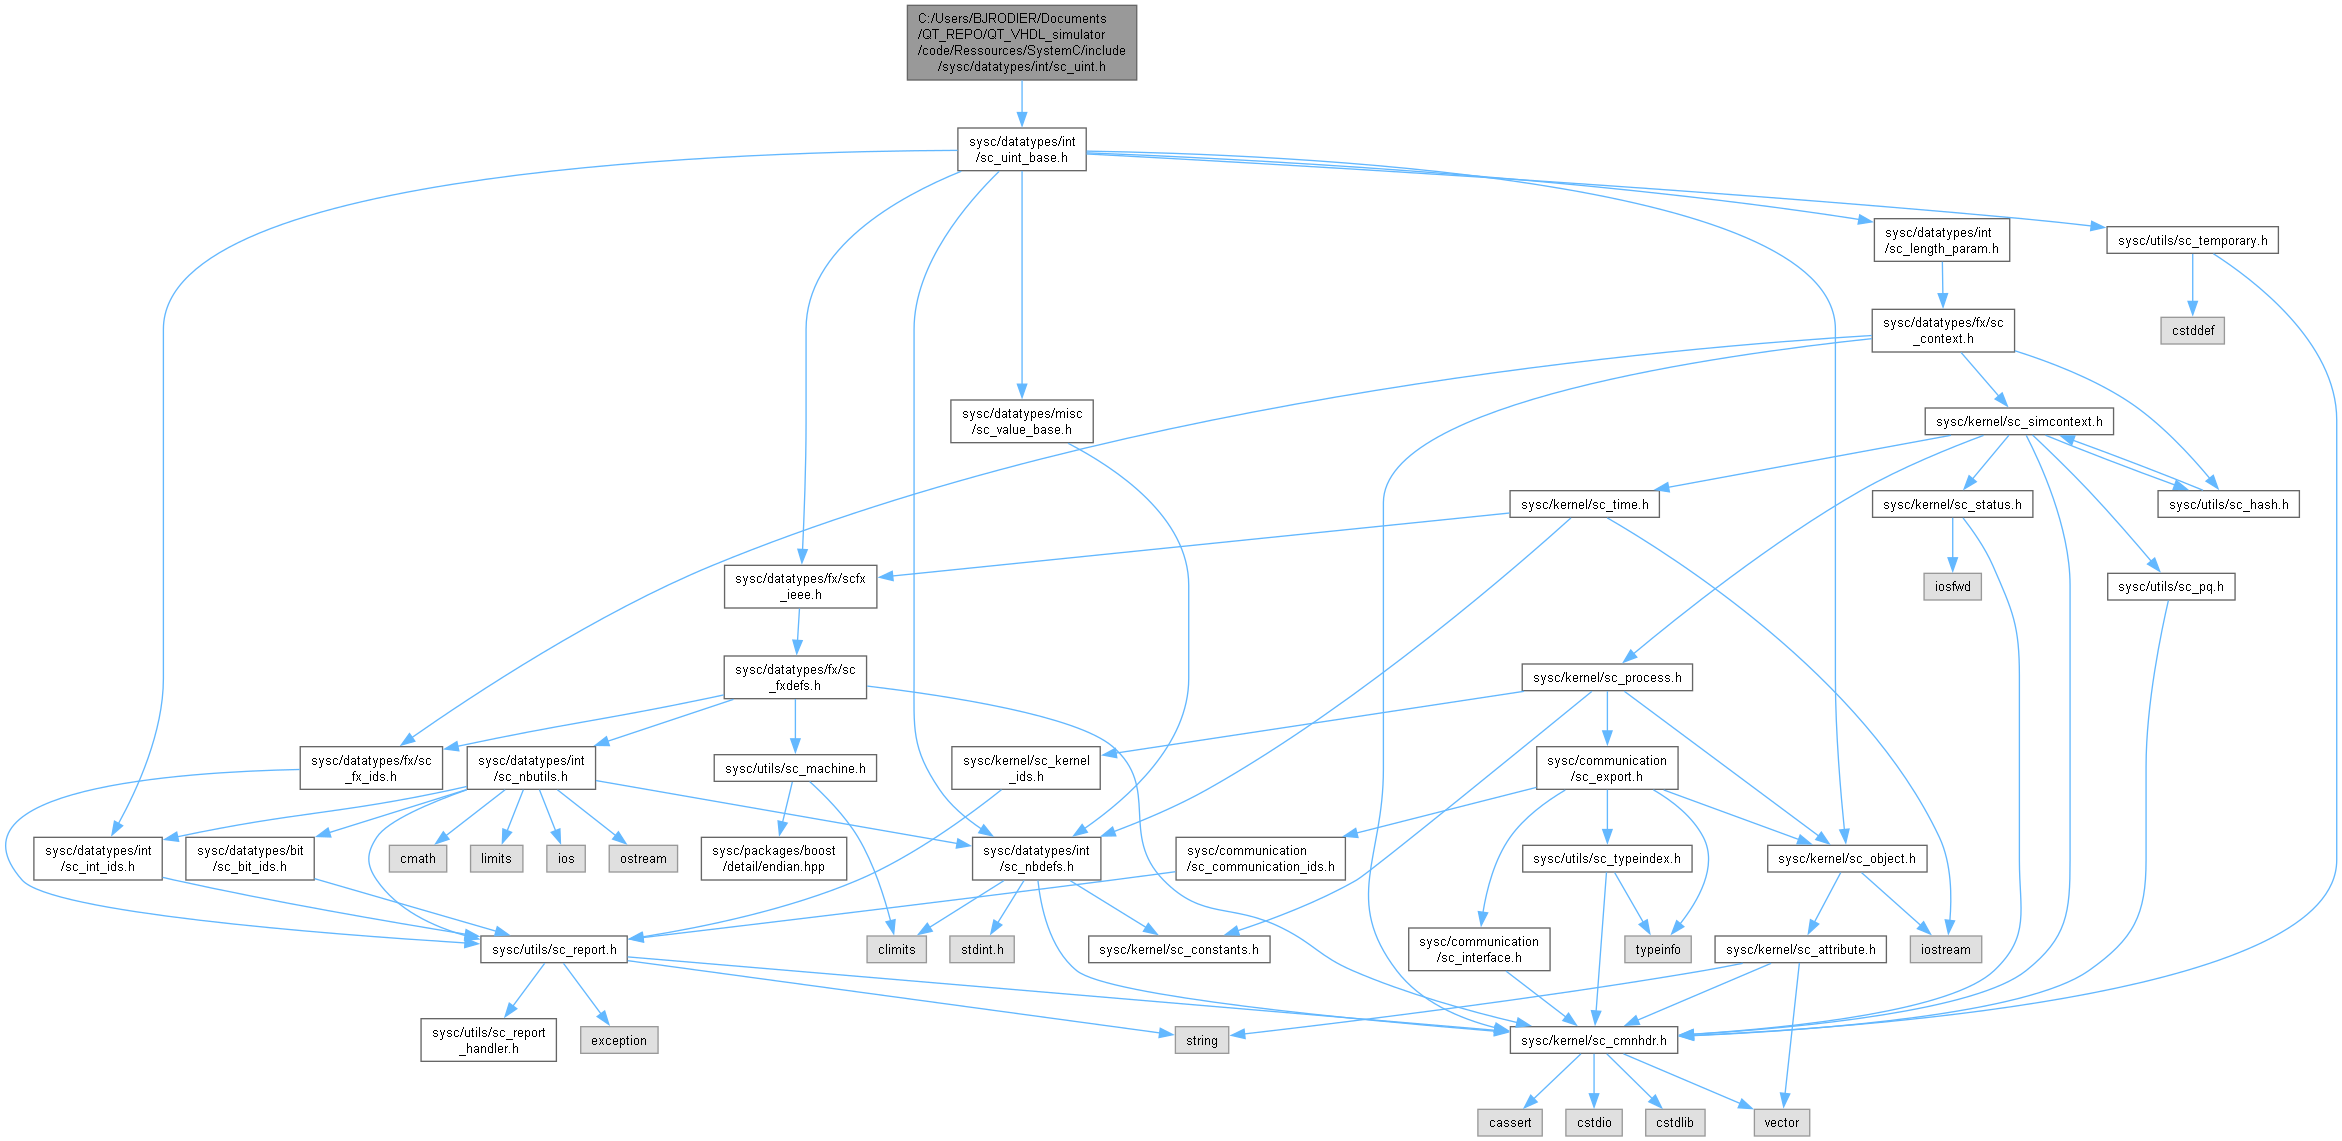 C:/Users/BJRODIER/Documents
/QT_REPO/QT_VHDL_simulator
/code/Ressources/SystemC/include
/sysc/datatypes/int/sc_uint.h
sysc/datatypes/int
/sc_uint_base.h
sysc/datatypes/int
/sc_length_param.h
sysc/utils/sc_temporary.h
sysc/datatypes/fx/sc
_context.h
cstddef
sysc/datatypes/misc
/sc_value_base.h
sysc/kernel/sc_simcontext.h
sysc/kernel/sc_time.h
sysc/kernel/sc_status.h
sysc/utils/sc_hash.h
sysc/datatypes/fx/scfx
_ieee.h
iosfwd
sysc/utils/sc_pq.h
sysc/datatypes/fx/sc
_fxdefs.h
sysc/kernel/sc_process.h
sysc/datatypes/fx/sc
_fx_ids.h
sysc/datatypes/int
/sc_nbutils.h
sysc/utils/sc_machine.h
sysc/kernel/sc_kernel
_ids.h
sysc/communication
/sc_export.h
sysc/datatypes/int
/sc_int_ids.h
sysc/datatypes/bit
/sc_bit_ids.h
cmath
limits
ios
ostream
sysc/packages/boost
/detail/endian.hpp
sysc/datatypes/int
/sc_nbdefs.h
sysc/communication
/sc_communication_ids.h
sysc/utils/sc_typeindex.h
sysc/kernel/sc_object.h
sysc/utils/sc_report.h
climits
stdint.h
sysc/kernel/sc_constants.h
sysc/communication
/sc_interface.h
typeinfo
sysc/kernel/sc_attribute.h
iostream
sysc/utils/sc_report
_handler.h
exception
string
sysc/kernel/sc_cmnhdr.h
cassert
cstdio
cstdlib
vector